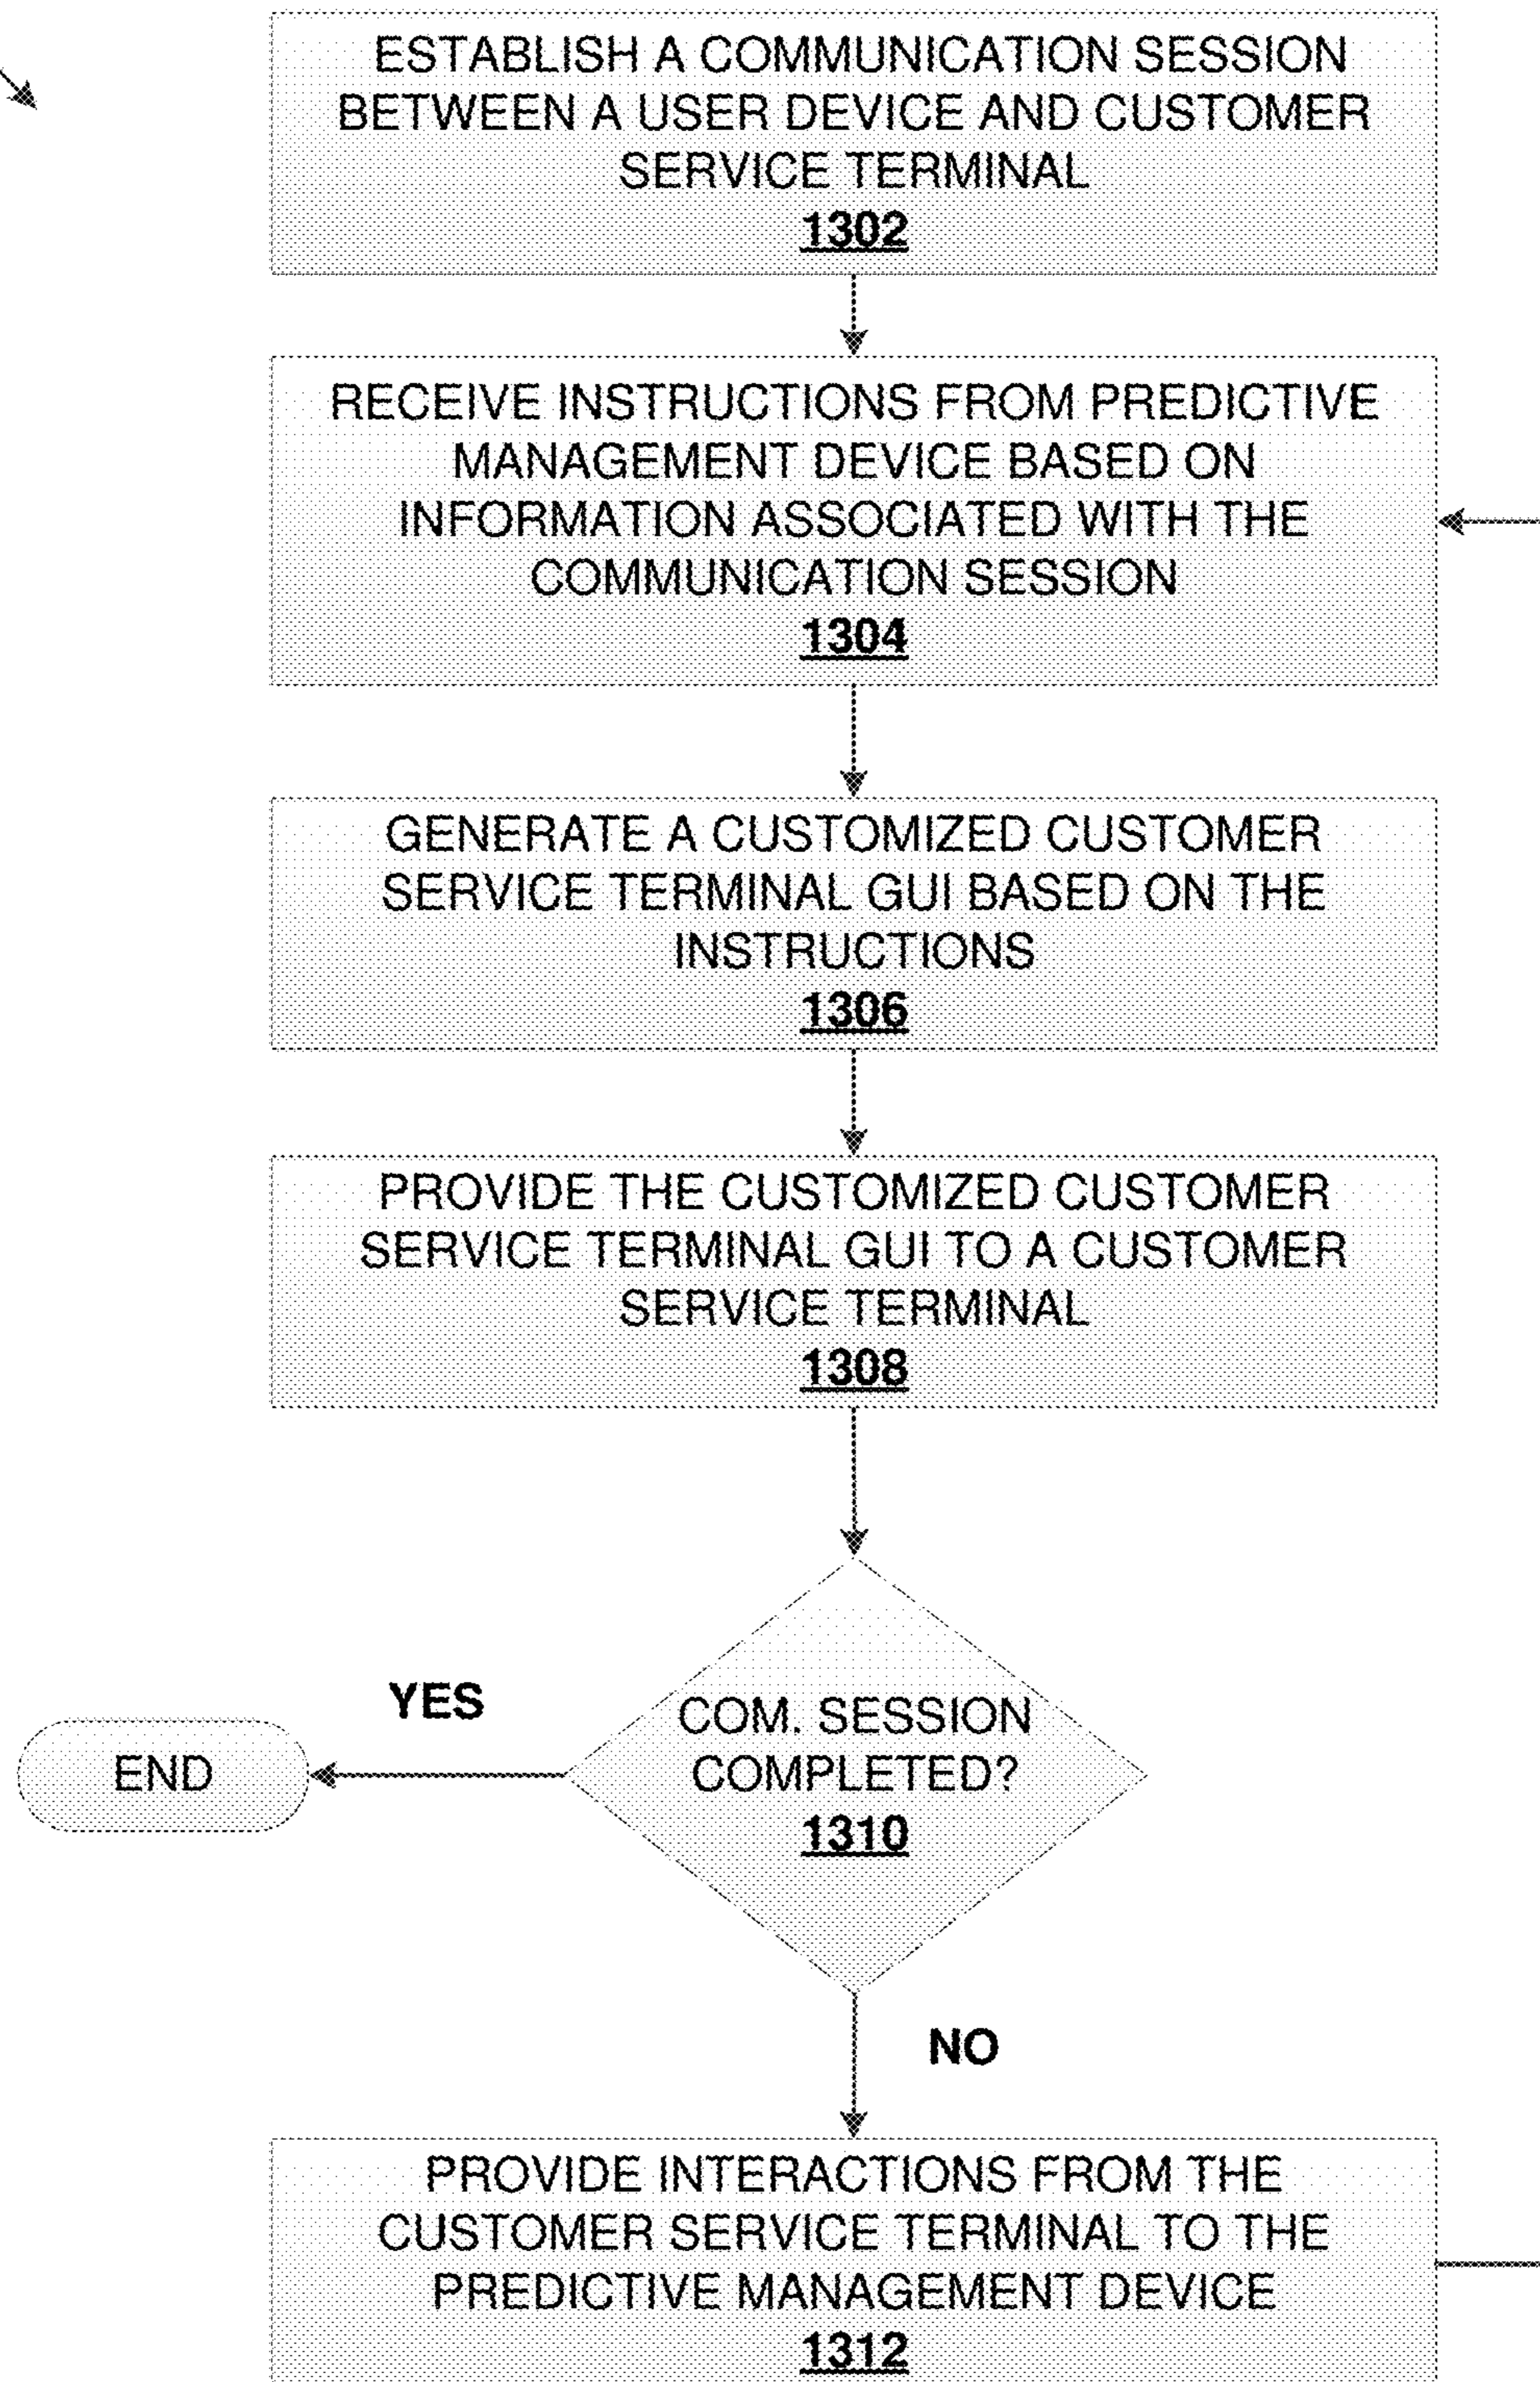 ESTABLISH A COMMUNICATION SESSION
BETWEEN A USER DEVICE AND CUSTOMER
SERVICE TERMINAL
1302
RECEIVE INSTRUCTIONS FROM PREDICTIVE
MANAGEMENT DEVICE BASED ON
INFORMATION ASSOCIATED WITH THE
COMMUNICATION SESSION
1304
GENERATE A CUSTOMIZED CUSTOMER
SERVICE TERMINAL GUI BASED ON THE
INSTRUCTIONS
1306
PROVIDE THE CUSTOMIZED CUSTOMER
SERVICE TERMINAL GUI TO A CUSTOMER
SERVICE TERMINAL
1308
COM. SESSION
COMPLETED?
1310
YES
END
NO
PROVIDE INTERACTIONS FROM THE
CUSTOMER SERVICE TERMINAL TO THE
PREDICTIVE MANAGEMENT DEVICE
1312